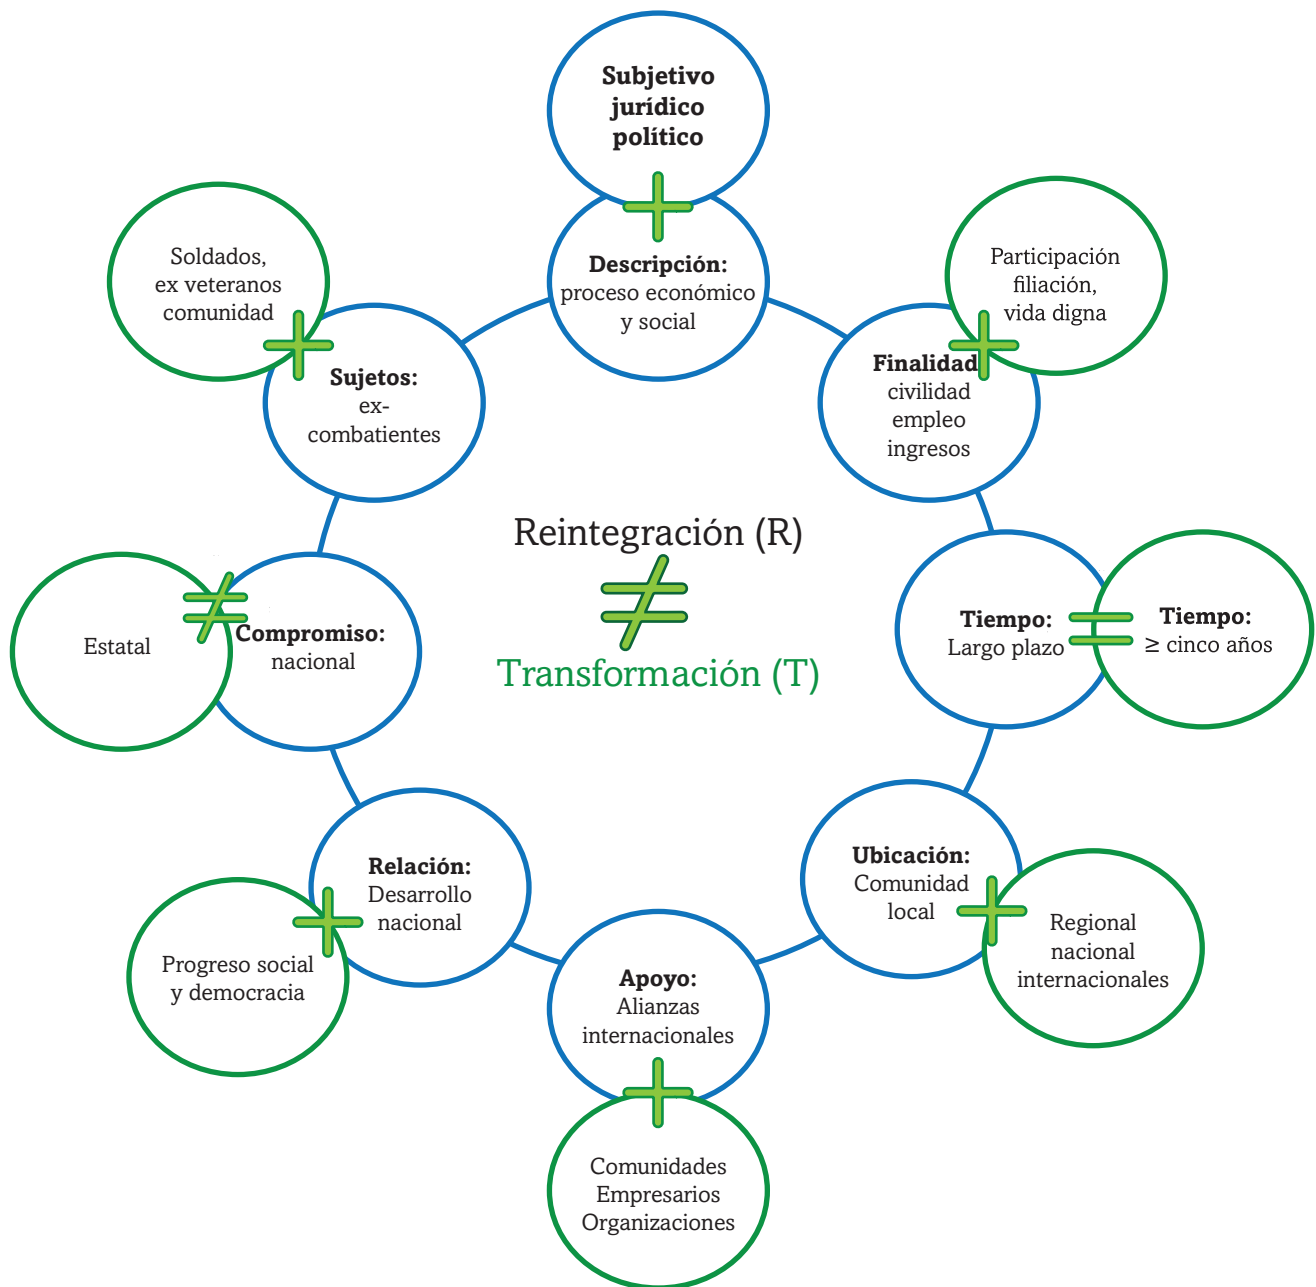 Subjetivo
jurídico
político
Descripción:
proceso económico
y social
Soldados,
ex veteranos
comunidad
Sujetos:
ex-
combatientes
Participación
filiación,
vida digna
Finalidad
civilidad
empleo
ingresos
Reintegración (R)
≠
Transformación (T)
Estatal
Compromiso:
nacional
Tiempo:
Largo plazo
Tiempo:
≥ cinco años
Relación:
Desarrollo
nacional
Progreso social
y democracia
Ubicación:
Comunidad
local
Regional
nacional
internacionales
Apoyo:
Alianzas
internacionales
Comunidades
Empresarios
Organizaciones